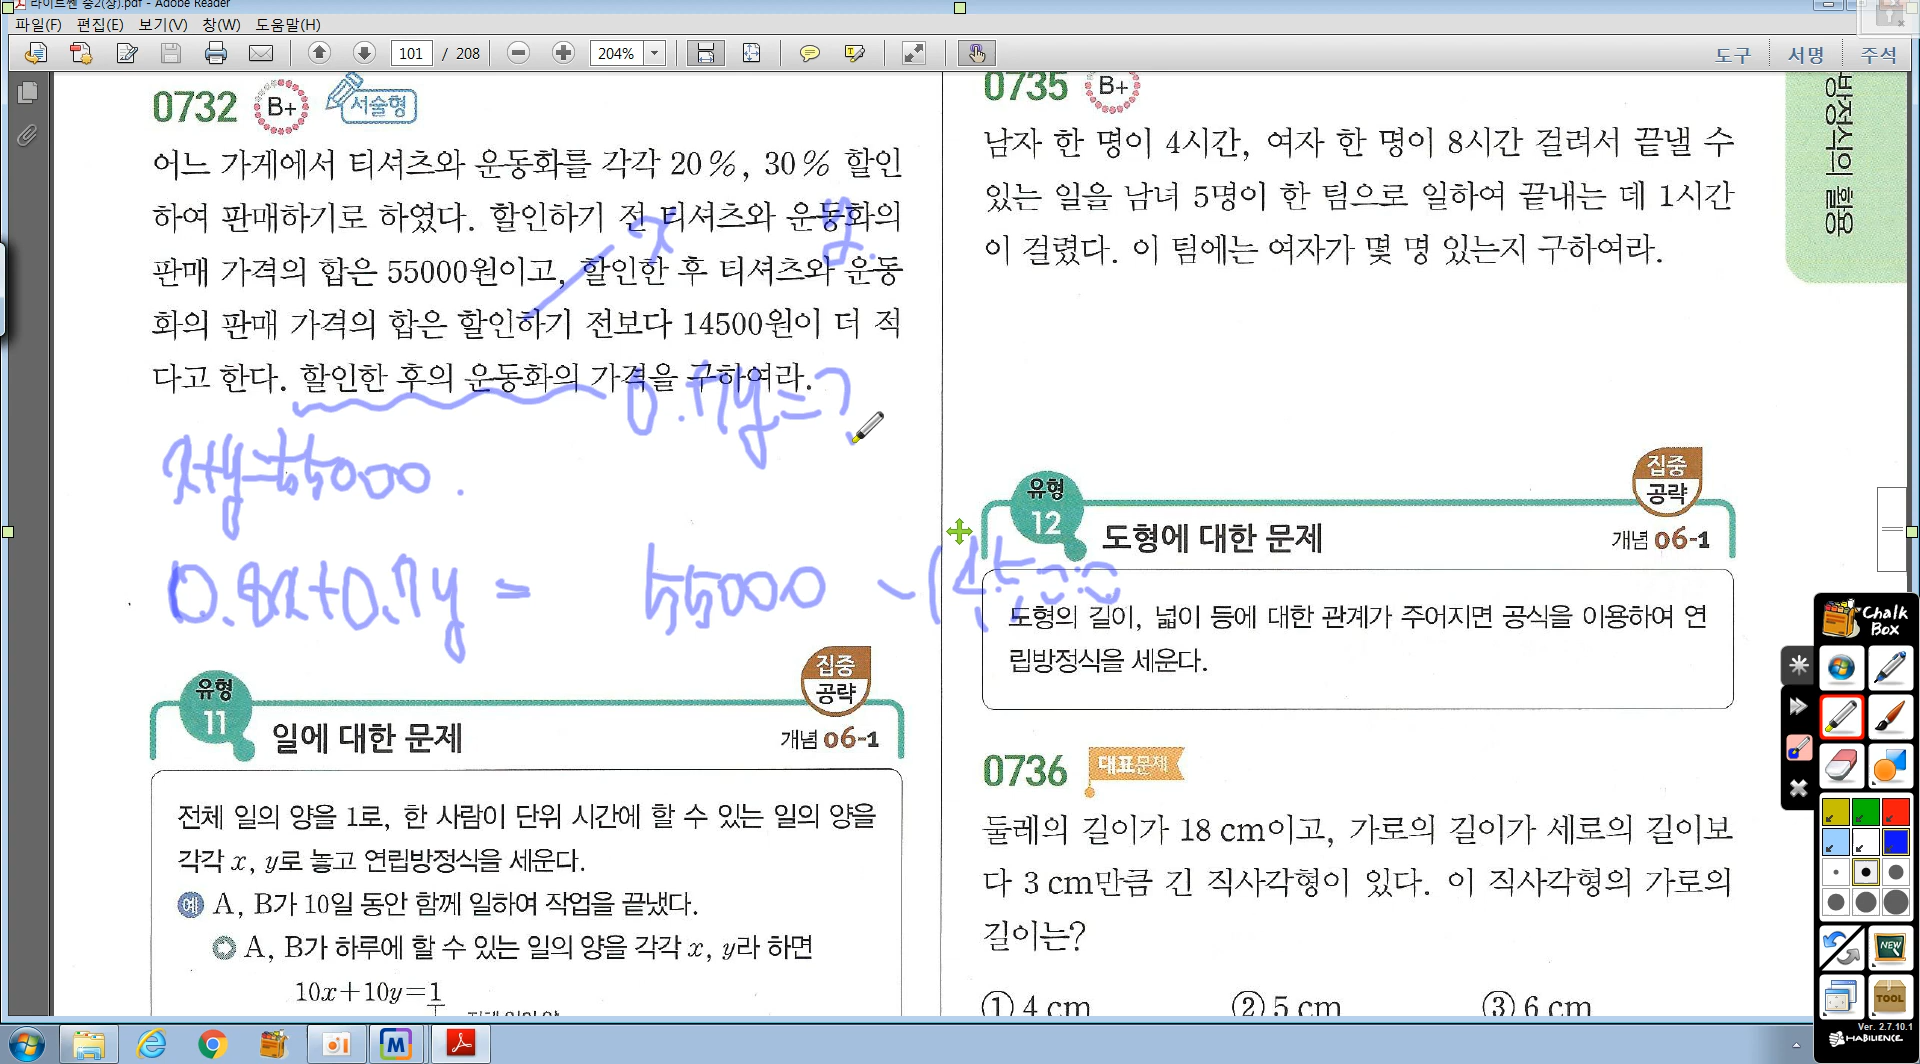 라이트쎈 중2(상).pdf - Adobe Reader
파일(F) 편집(E) 보기(V) 창(W) 도움말(H)
101 / 208 204% 도구 서명 주석
0732 B+ 서술형
어느 가게에서 티셔츠와 운동화를 각각 20%, 30% 할인
하여 판매하기로 하였다. 할인하기 전 티셔츠와 운동화의
판매 가격의 합은 55000원이고, 할인한 후 티셔츠와 운동
화의 판매 가격의 합은 할인하기 전보다 14500원이 더 적
다고 한다. 할인한 후의 운동화의 가격을 구하여라.
x
y
0.7y=?
x+y=55000.
0.8x+0.7y = 55000 -14500
유형 11 일에 대한 문제
집중 공략
개념 06-1
전체 일의 양을 1로, 한 사람이 단위 시간에 할 수 있는 일의 양을
각각 x, y로 놓고 연립방정식을 세운다.
예 A, B가 10일 동안 함께 일하여 작업을 끝냈다.
A, B가 하루에 할 수 있는 일의 양을 각각 x, y라 하면
10x+10y=1
0735 B+
남자 한 명이 4시간, 여자 한 명이 8시간 걸려서 끝낼 수
있는 일을 남녀 5명이 한 팀으로 일하여 끝내는 데 1시간
이 걸렸다. 이 팀에는 여자가 몇 명 있는지 구하여라.
방정식의 활용
유형 12 도형에 대한 문제
집중 공략
개념 06-1
도형의 길이, 넓이 등에 대한 관계가 주어지면 공식을 이용하여 연
립방정식을 세운다.
0736 대표문제
둘레의 길이가 18 cm이고, 가로의 길이가 세로의 길이보
다 3 cm만큼 긴 직사각형이 있다. 이 직사각형의 가로의
길이는?
① 4 cm ② 5 cm ③ 6 cm
Chalk Box
NEW
TOOL
Ver. 2.7.10.1
HABILIENCE